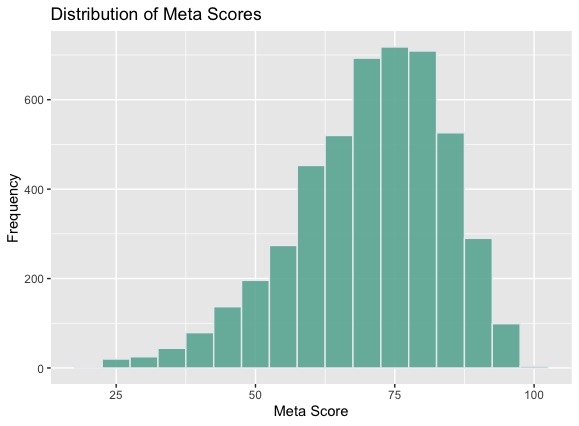 Distribution of Meta Scores
Frequency
600
400
200
0
25 50 75 100
Meta Score